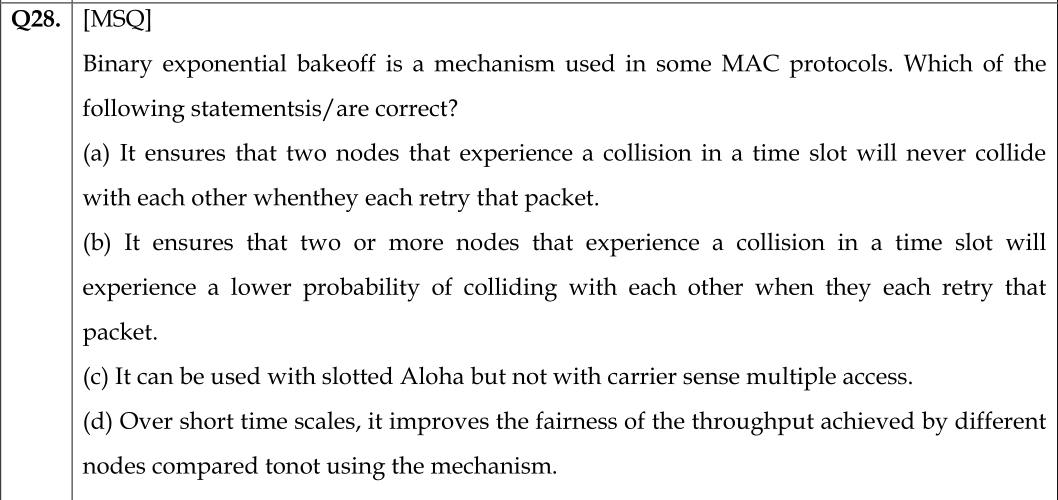 Q28. [MSQ]
Binary exponential bakeoff is a mechanism used in some MAC protocols. Which of the
following statementsis/are correct?
(a) It ensures that two nodes that experience a collision in a time slot will never collide
with each other whenthey each retry that packet.
(b) It ensures that two or more nodes that experience a collision in a time slot will
experience a lower probability of colliding with each other when they each retry that
packet.
(c) It can be used with slotted Aloha but not with carrier sense multiple access.
(d) Over short time scales, it improves the fairness of the throughput achieved by different
nodes compared tonot using the mechanism.